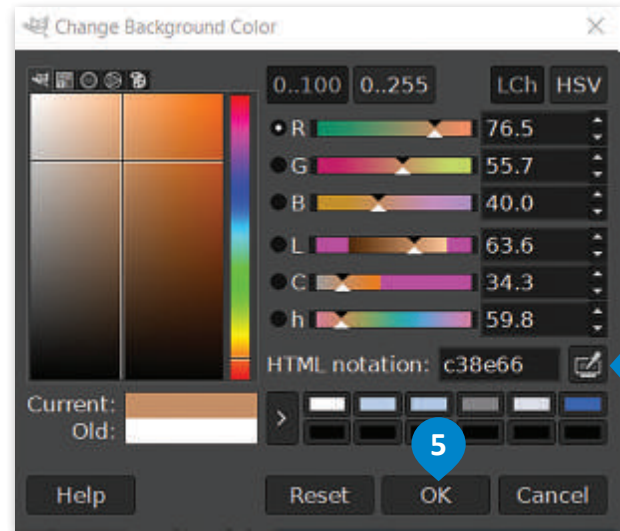 Change Background Color
0..100 0..255 LCh HSV
R 76.5
G 55.7
B 40.0
L 63.6
C 34.3
h 59.8
HTML notation: c38e66
Current:
Old:
>
5
Help Reset OK Cancel